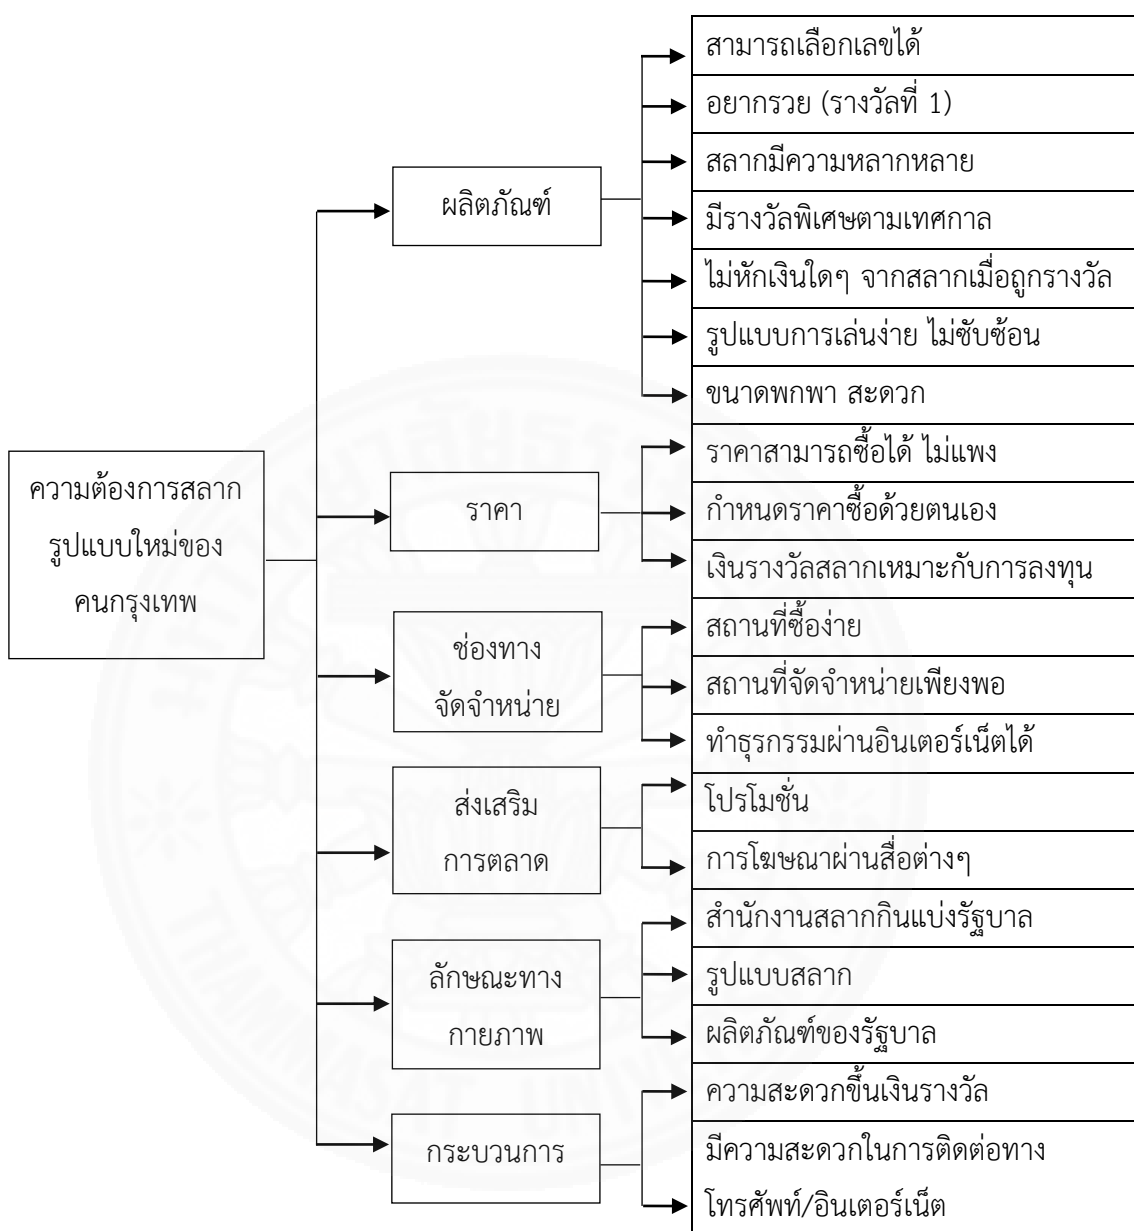 ความต้องการสลาก
รูปแบบใหม่ของ
คนกรุงเทพ
ผลิตภัณฑ์
สามารถเลือกเลขได้
อยากรวย (รางวัลที่ 1)
สลากมีความหลากหลาย
มีรางวัลพิเศษตามเทศกาล
ไม่หักเงินใดๆ จากสลากเมื่อถูกรางวัล
รูปแบบการเล่นง่าย ไม่ซับซ้อน
ขนาดพกพา สะดวก
ราคา
ราคาสามารถซื้อได้ ไม่แพง
กำหนดราคาซื้อด้วยตนเอง
เงินรางวัลสลากเหมาะกับการลงทุน
ช่องทาง
จัดจำหน่าย
สถานที่ซื้อง่าย
สถานที่จัดจำหน่ายเพียงพอ
ทำธุรกรรมผ่านอินเตอร์เน็ตได้
ส่งเสริม
การตลาด
โปรโมชั่น
การโฆษณาผ่านสื่อต่างๆ
ลักษณะทาง
กายภาพ
สำนักงานสลากกินแบ่งรัฐบาล
รูปแบบสลาก
ผลิตภัณฑ์ของรัฐบาล
กระบวนการ
ความสะดวกขึ้นเงินรางวัล
มีความสะดวกในการติดต่อทาง
โทรศัพท์/อินเตอร์เน็ต